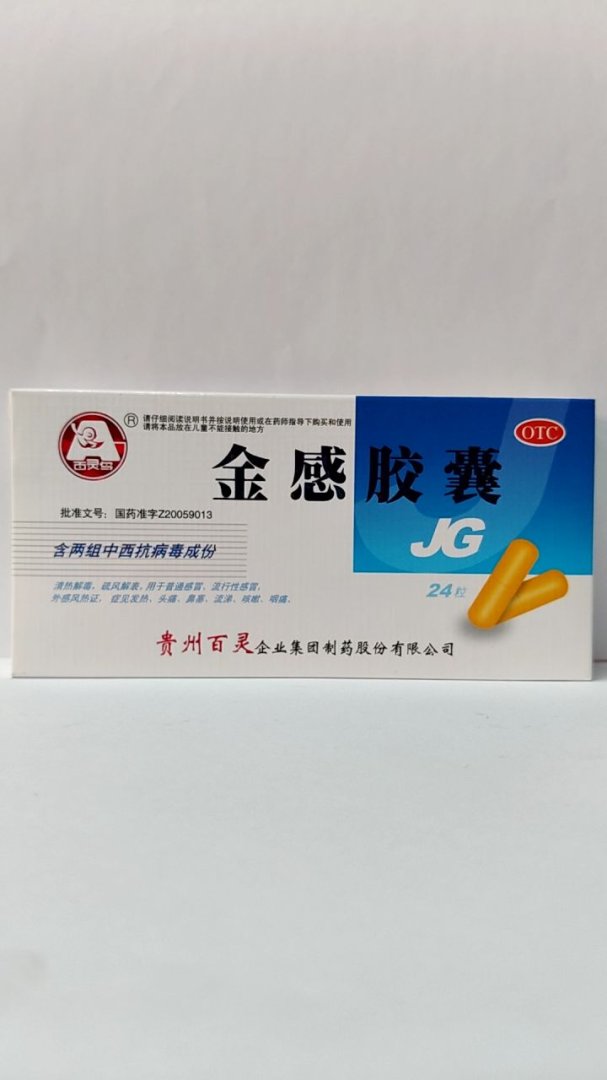 百灵鸟
®
请仔细阅读说明书并按说明使用或在药师指导下购买和使用
请将本品放在儿童不能接触的地方
OTC
金感胶囊
批准文号：国药准字Z20059013
JG
含两组中西抗病毒成份
清热解毒，疏风解表。用于普通感冒，流行性感冒，
外感风热证，症见发热、头痛、鼻塞、流涕、咳嗽、咽痛。
24粒
贵州百灵企业集团制药股份有限公司